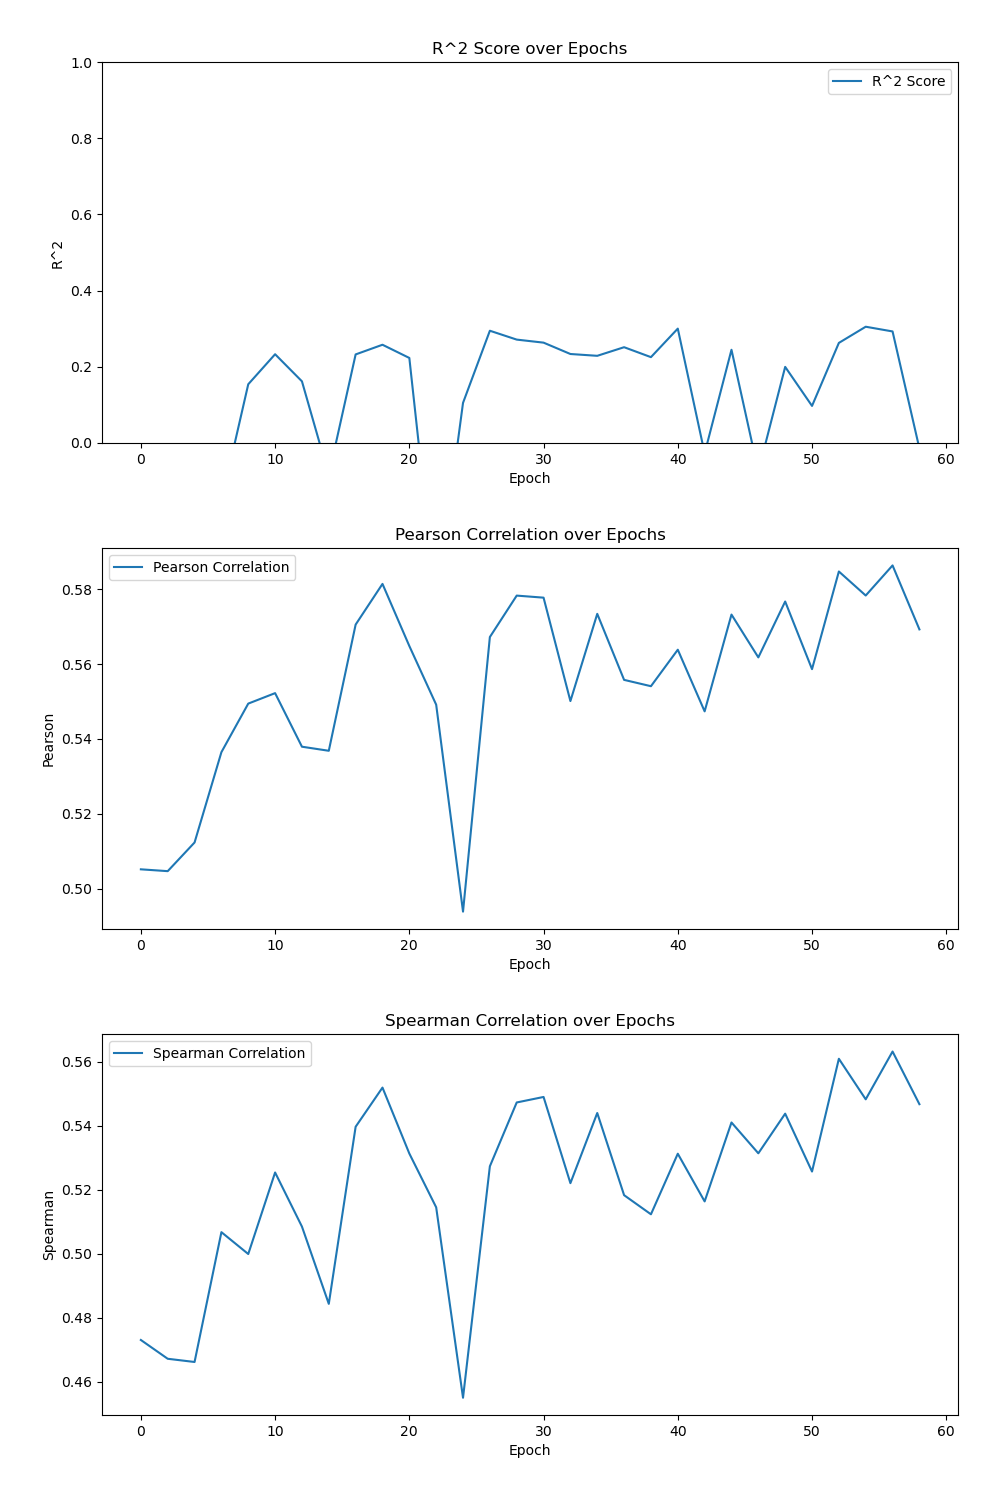 R^2 Score over Epochs
1.0
R^2 Score
0.8
0.6
R^2
0.4
0.2
0.0
0 10 20 30 40 50 60
Epoch
Pearson Correlation over Epochs
Pearson Correlation
0.58
0.56
0.54
Pearson
0.52
0.50
0 10 20 30 40 50 60
Epoch
Spearman Correlation over Epochs
Spearman Correlation
0.56
0.54
0.52
Spearman
0.50
0.48
0.46
0 10 20 30 40 50 60
Epoch